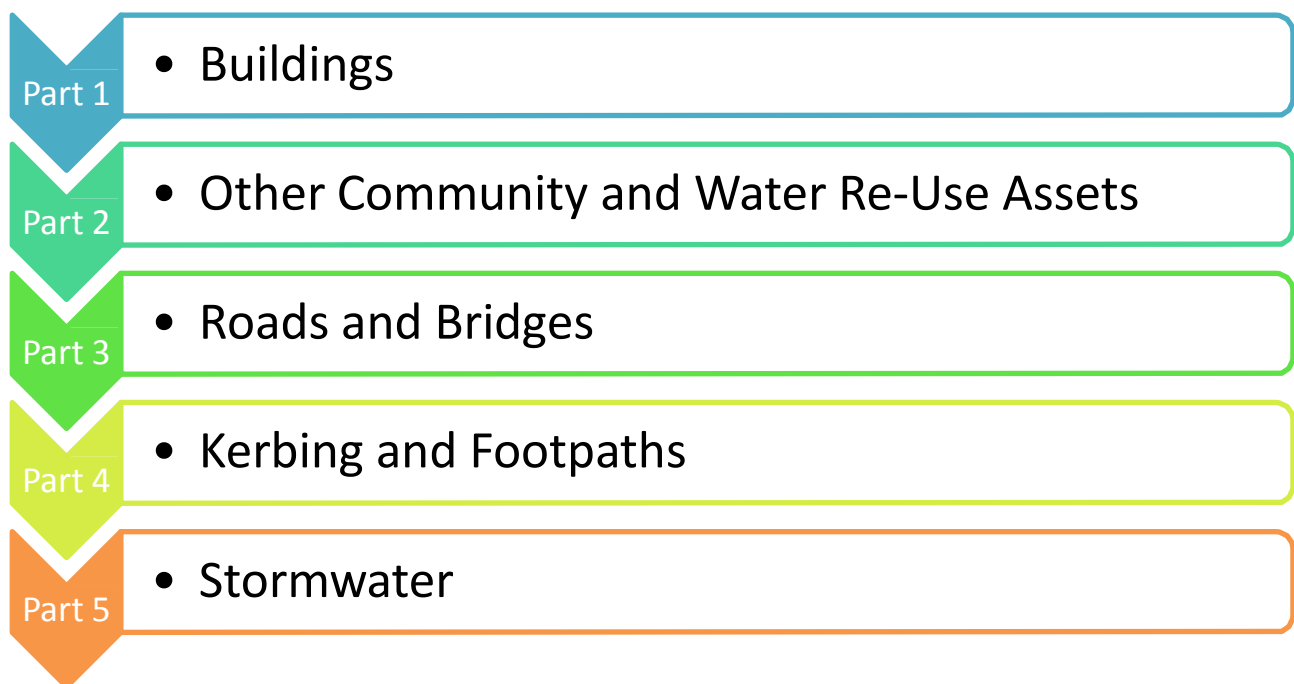 Part 1
• Buildings
Part 2
• Other Community and Water Re-Use Assets
Part 3
• Roads and Bridges
Part 4
• Kerbing and Footpaths
Part 5
• Stormwater